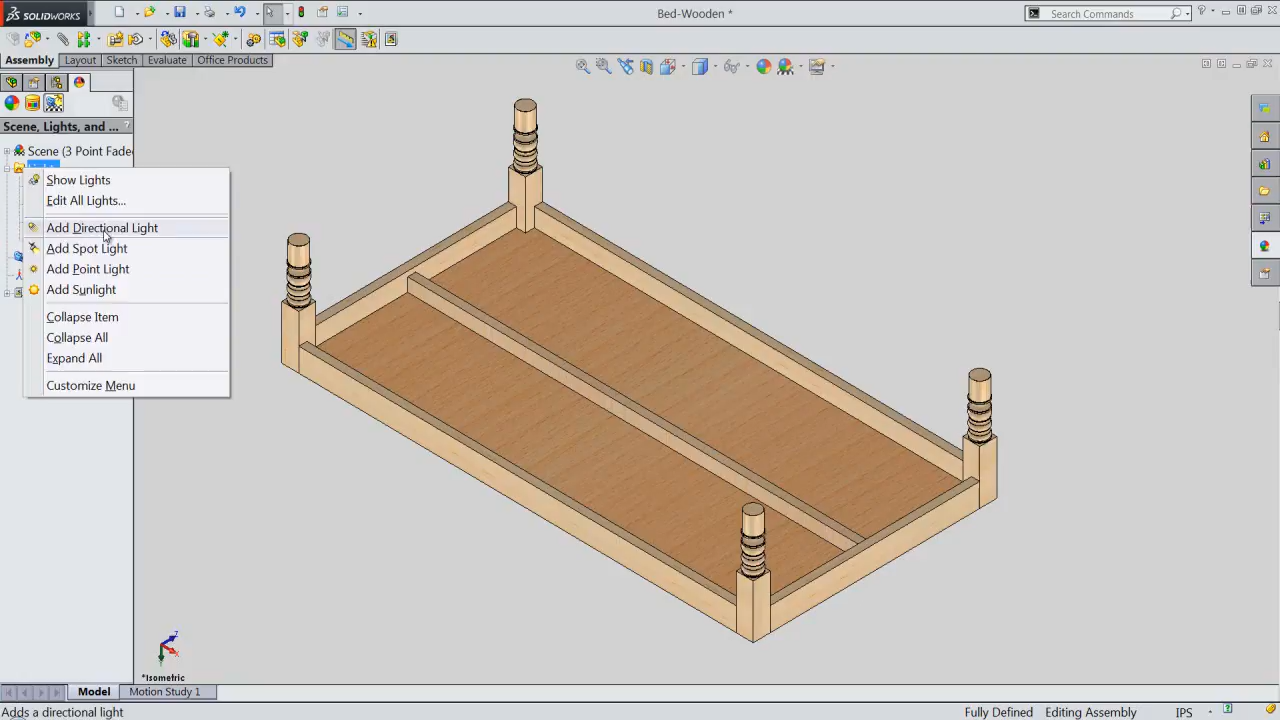 SOLIDWORKS
Bed-Wooden *
Search Commands
Assembly
Layout
Sketch
Evaluate
Office Products
Scene, Lights, and ...
Scene (3 Point Fade
Show Lights
Edit All Lights...
Add Directional Light
Add Spot Light
Add Point Light
Add Sunlight
Collapse Item
Collapse All
Expand All
Customize Menu
Z
X
Y
*Isometric
Model
Motion Study 1
Adds a directional light
Fully Defined
Editing Assembly
IPS